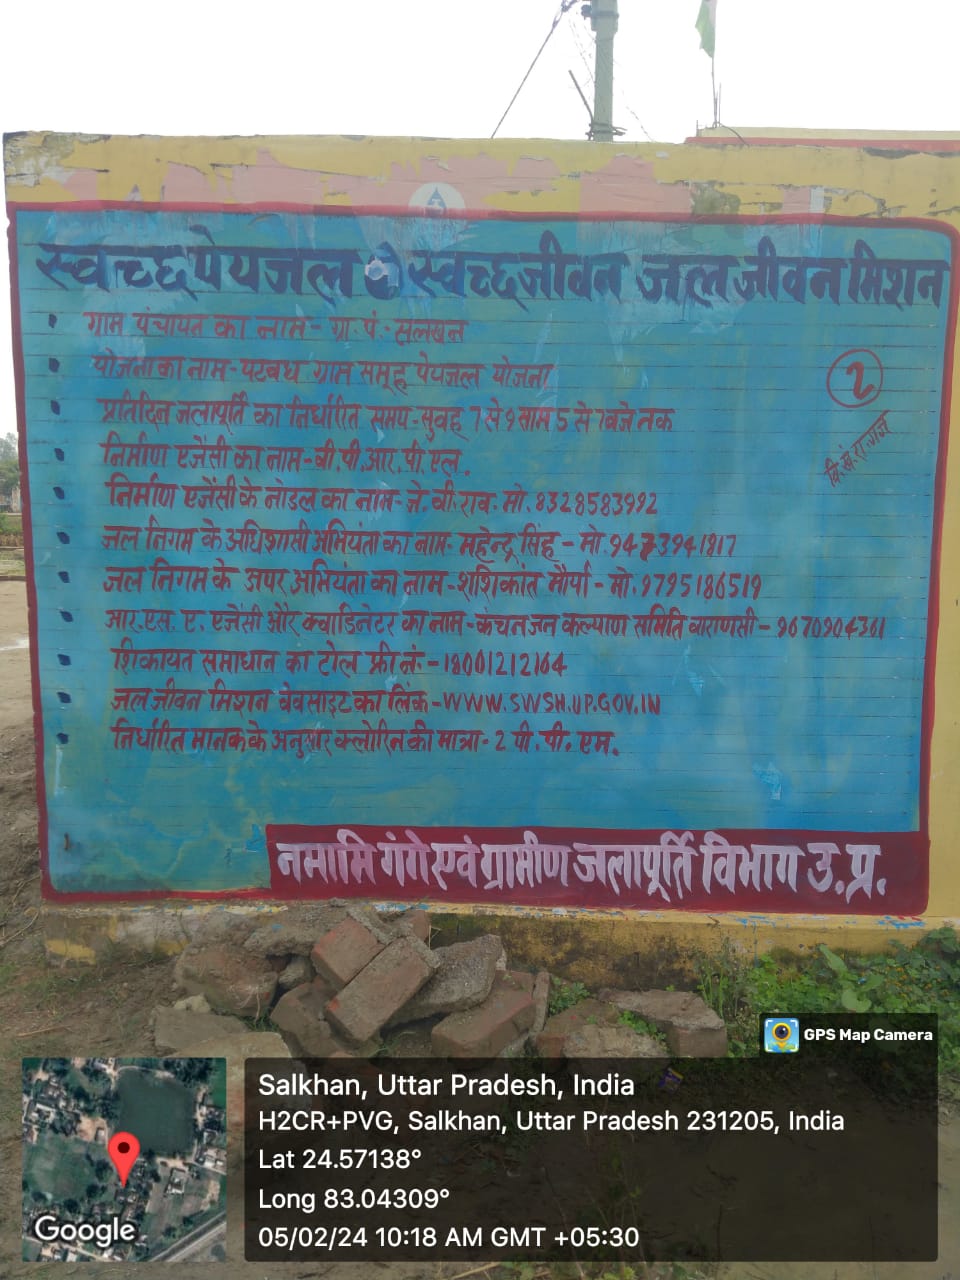 स्वच्छ पेयजल स्वच्छ जीवन जल जीवन मिशन
ग्राम पंचायत का नाम- ग्रा. पं.- सलखन
योजना का नाम-पटबध ग्राम समूह पेयजल योजना
2
प्रतिदिन जलापूर्ति का निर्धारित समय-सुवह 7 से 9 साम 5 से 7 बजे तक
वि.खं.
निर्माण एजेंसी का नाम-बी.पी.आर.पी.एल.
निर्माण एजेंसी के नोडल का नाम-जे.वी.राव. मो.8328583992
जल निगम के अधिशासी अभियंता का नाम- महेन्द्र सिंह-मो.9473941817
जल निगम के अपर अभियंता का नाम-शशिकांत मौर्या-मो.9795186519
आर.एस.ए. एजेंसी और क्वाडिनेटर का नाम-कंचन जन कल्याण समिति वाराणसी-9670904361
शिकायत समाधान का टोल फ्री नं.-18001212164
जल जीवन मिशन वेवसाइट का लिंक-WWW.SWSH.UP.GOV.IN
निर्धारित मानक के अनुसार क्लोरिन की मात्रा-2 पी.पी.एम.
नमामि गंगे एवं ग्रामीण जलापूर्ति विभाग उ.प्र.
GPS Map Camera
Salkhan, Uttar Pradesh, India
H2CR+PVG, Salkhan, Uttar Pradesh 231205, India
Lat 24.57138°
Long 83.04309°
05/02/24 10:18 AM GMT +05:30
Google